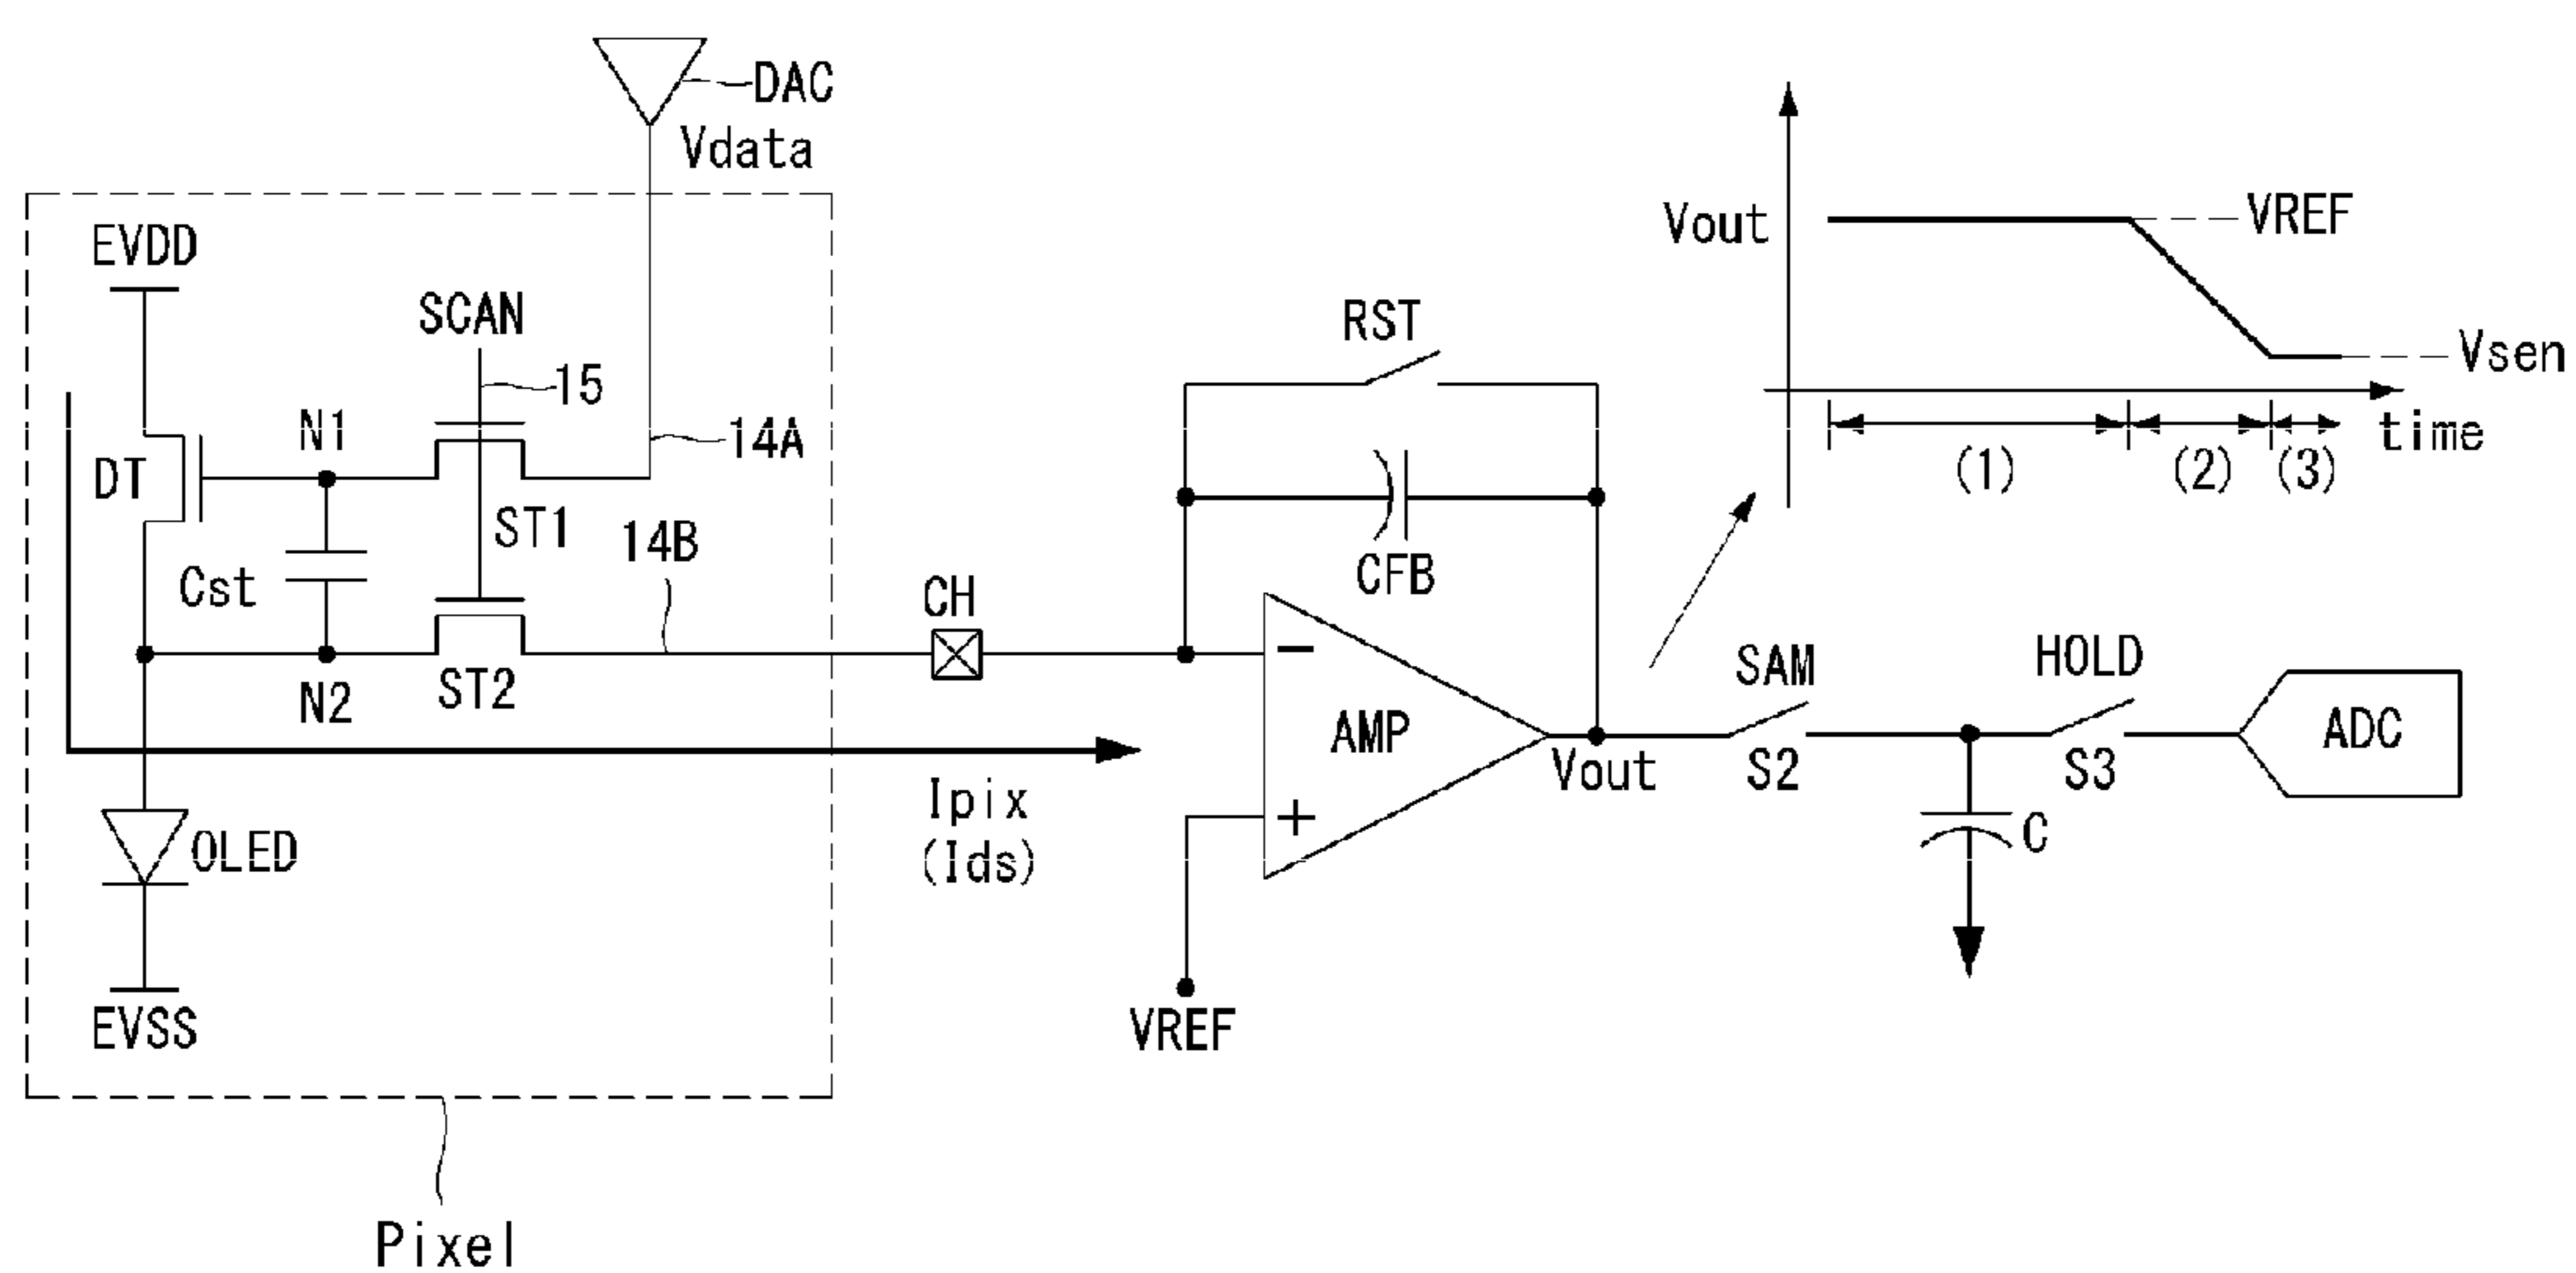 DAC
Vdata
EVDD
SCAN
15
N1
14A
DT
ST1
14B
Cst
N2
ST2
CH
OLED
EVSS
Ipix
(Ids)
Pixel
RST
CFB
−
AMP
+
VREF
Vout
SAM
S2
HOLD
S3
ADC
C
Vout
VREF
Vsen
time
(1)
(2)
(3)